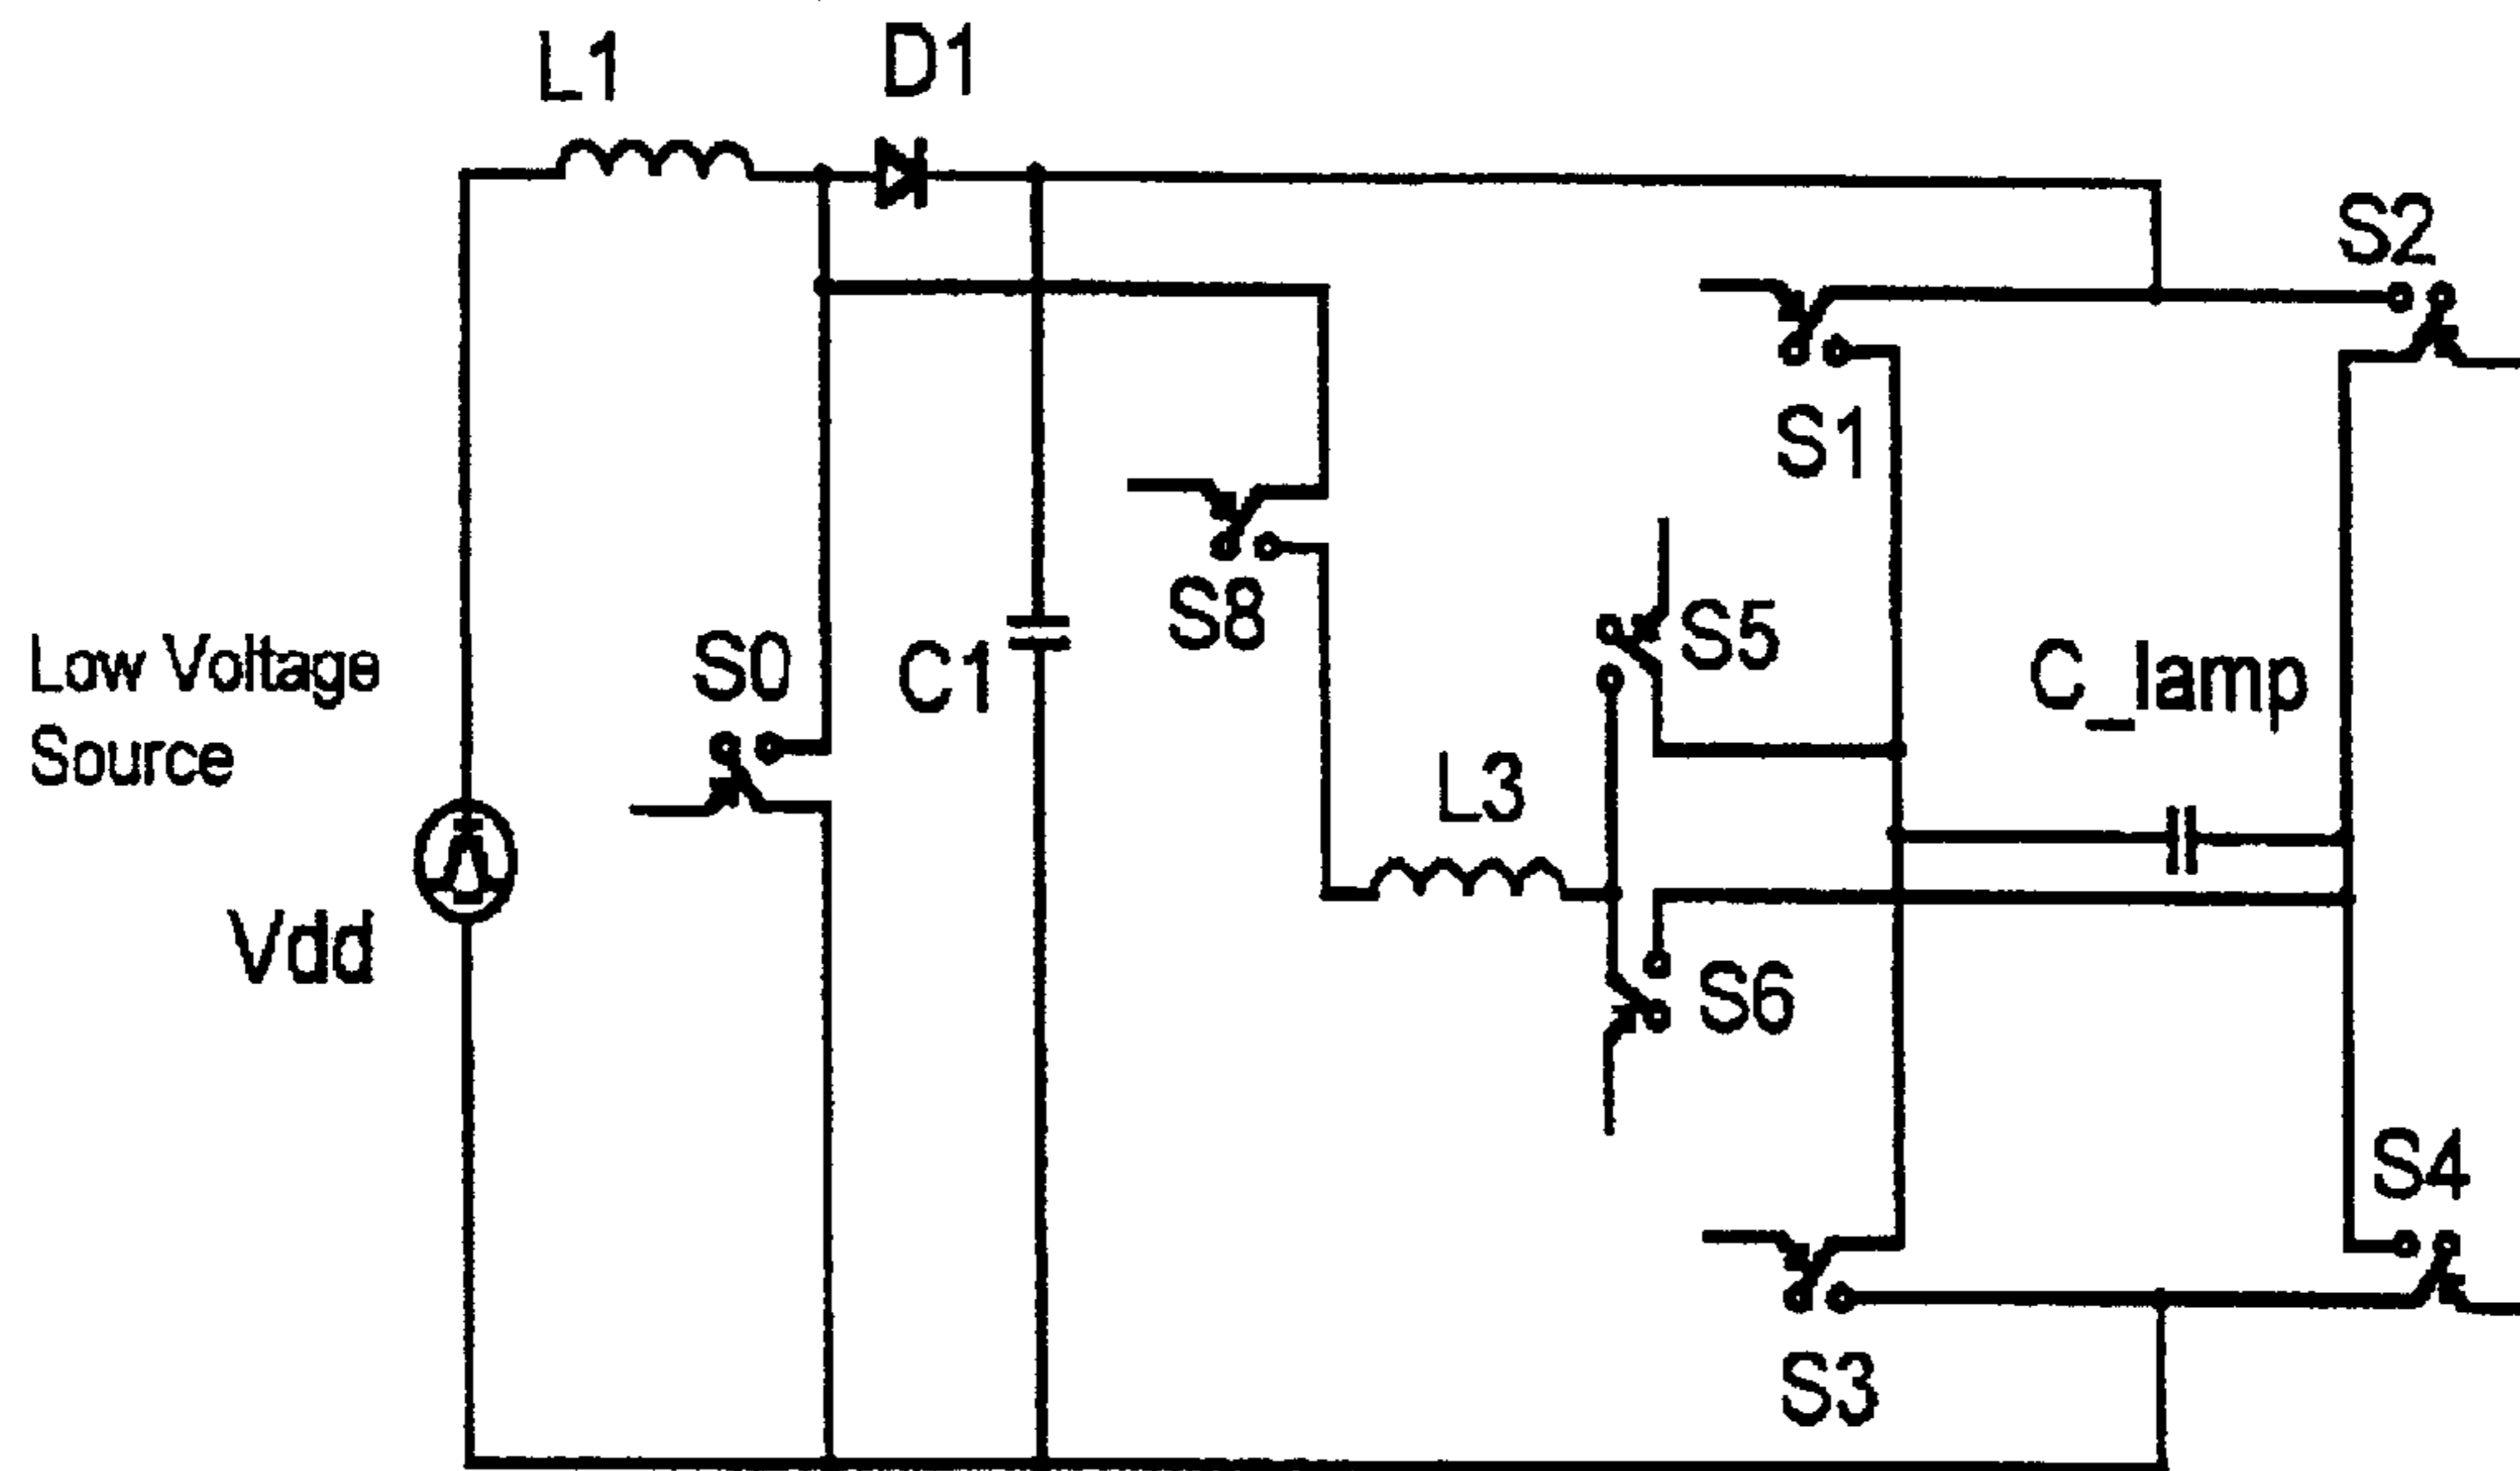 L1
D1
S2
S1
S8
S5
S0
C1
C_lamp
Low Voltage
Source
L3
Vdd
S6
S4
S3